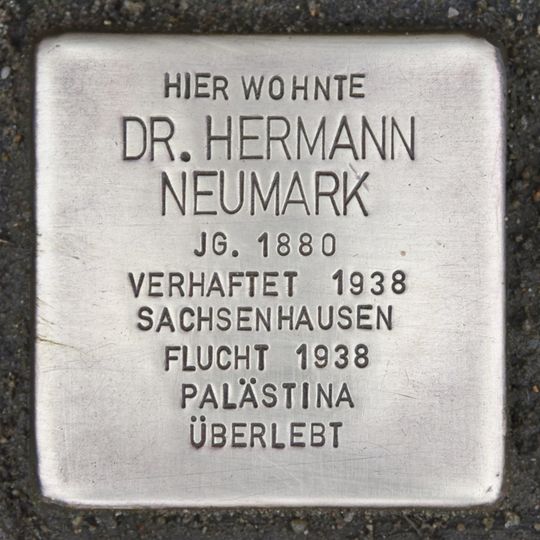 HIER WOHNTE
DR. HERMANN
NEUMARK
JG. 1880
VERHAFTET 1938
SACHSENHAUSEN
FLUCHT 1938
PALÄSTINA
ÜBERLEBT